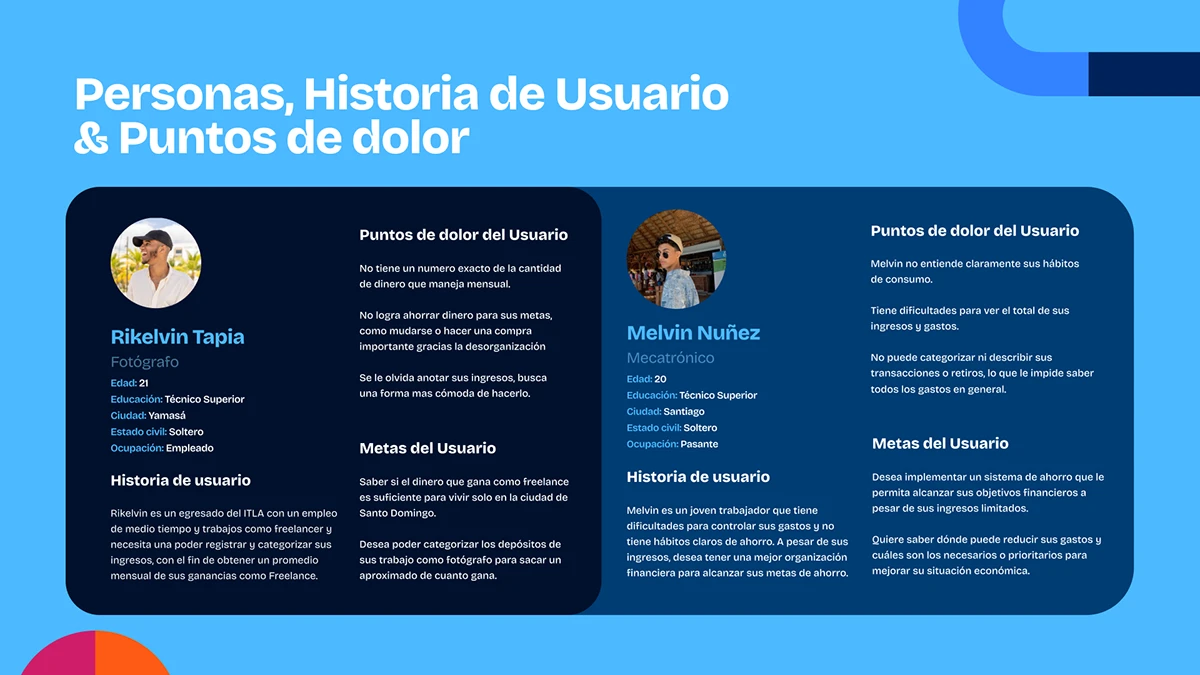 Personas, Historia de Usuario
& Puntos de dolor
Rikelvin Tapia
Fotógrafo
Edad: 21
Educación: Técnico Superior
Ciudad: Yamasá
Estado civil: Soltero
Ocupación: Empleado
Historia de usuario
Rikelvin es un egresado del ITLA con un empleo
de medio tiempo y trabajos como freelancer y
necesita una poder registrar y categorizar sus
ingresos, con el fin de obtener un promedio
mensual de sus ganancias como Freelance.
Puntos de dolor del Usuario
No tiene un numero exacto de la cantidad
de dinero que maneja mensual.
No logra ahorrar dinero para sus metas,
como mudarse o hacer una compra
importante gracias la desorganización
Se le olvida anotar sus ingresos, busca
una forma mas cómoda de hacerlo.
Metas del Usuario
Saber si el dinero que gana como freelance
es suficiente para vivir solo en la ciudad de
Santo Domingo.
Desea poder categorizar los depósitos de
sus trabajo como fotógrafo para sacar un
aproximado de cuanto gana.
Melvin Nuñez
Mecatrónico
Edad: 20
Educación: Técnico Superior
Ciudad: Santiago
Estado civil: Soltero
Ocupación: Pasante
Historia de usuario
Melvin es un joven trabajador que tiene
dificultades para controlar sus gastos y no
tiene hábitos claros de ahorro. A pesar de sus
ingresos, desea tener una mejor organización
financiera para alcanzar sus metas de ahorro.
Puntos de dolor del Usuario
Melvin no entiende claramente sus hábitos
de consumo.
Tiene dificultades para ver el total de sus
ingresos y gastos.
No puede categorizar ni describir sus
transacciones o retiros, lo que le impide saber
todos los gastos en general.
Metas del Usuario
Desea implementar un sistema de ahorro que le
permita alcanzar sus objetivos financieros a
pesar de sus ingresos limitados.
Quiere saber dónde puede reducir sus gastos y
cuáles son los necesarios o prioritarios para
mejorar su situación económica.